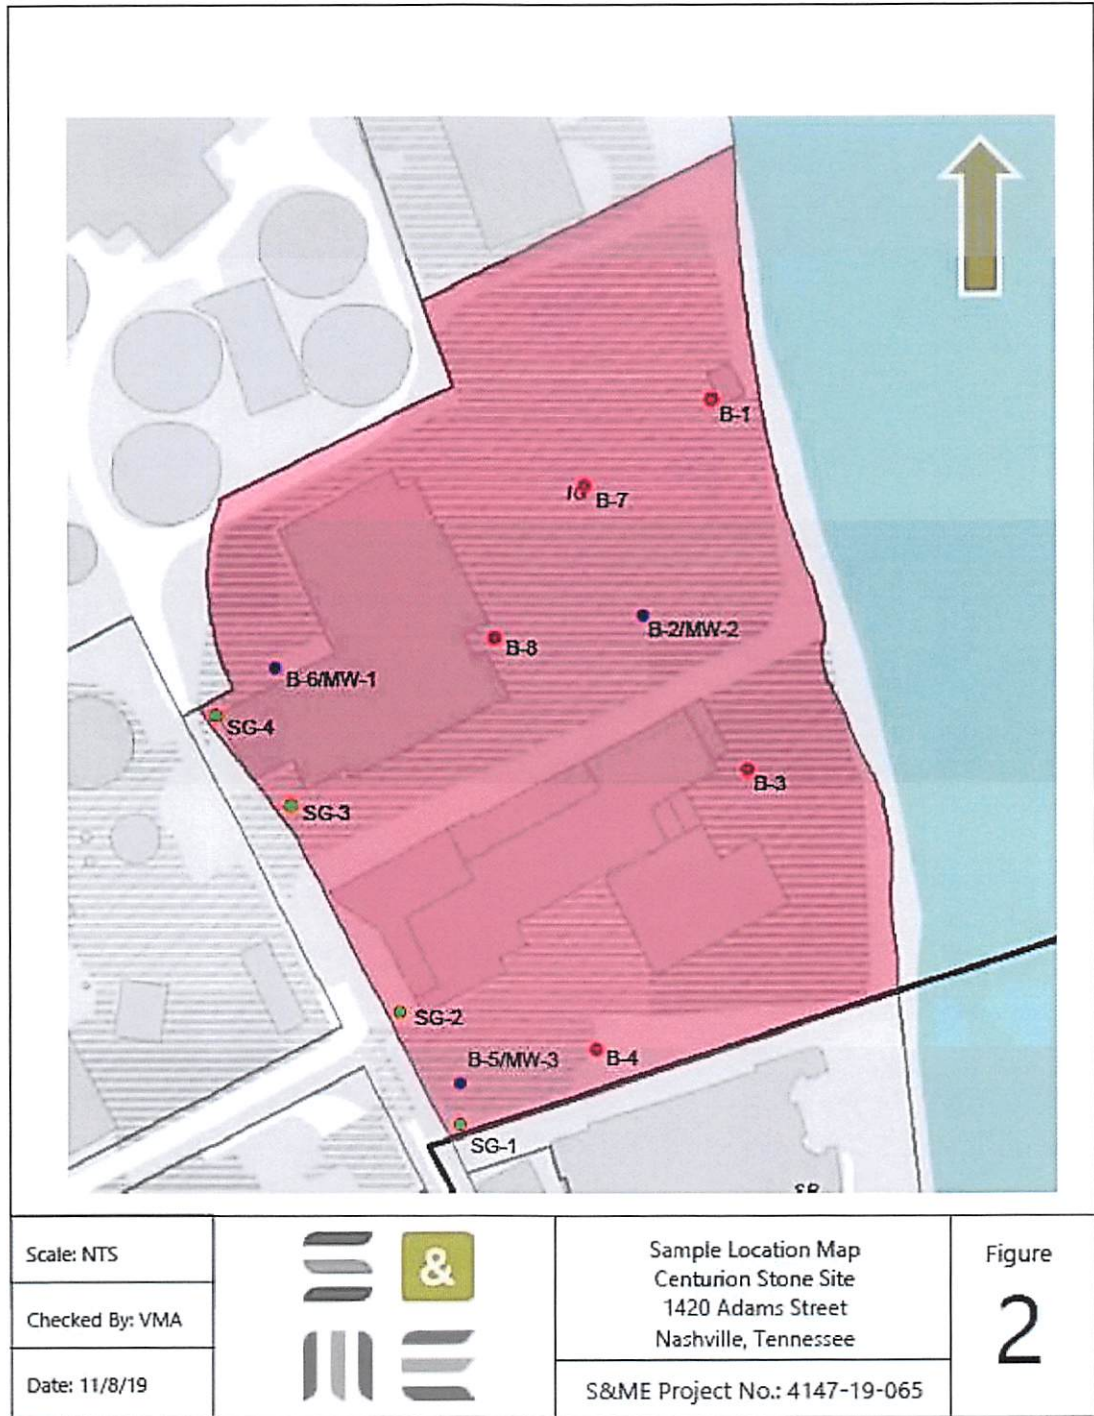 B-1
B-7
B-2/MW-2
B-8
B-6/MW-1
SG-4
B-3
SG-3
SG-2
B-5/MW-3
B-4
SG-1
Scale: NTS
Checked By: VMA
Date: 11/8/19
S&ME
Sample Location Map
Centurion Stone Site
1420 Adams Street
Nashville, Tennessee
S&ME Project No.: 4147-19-065
Figure
2